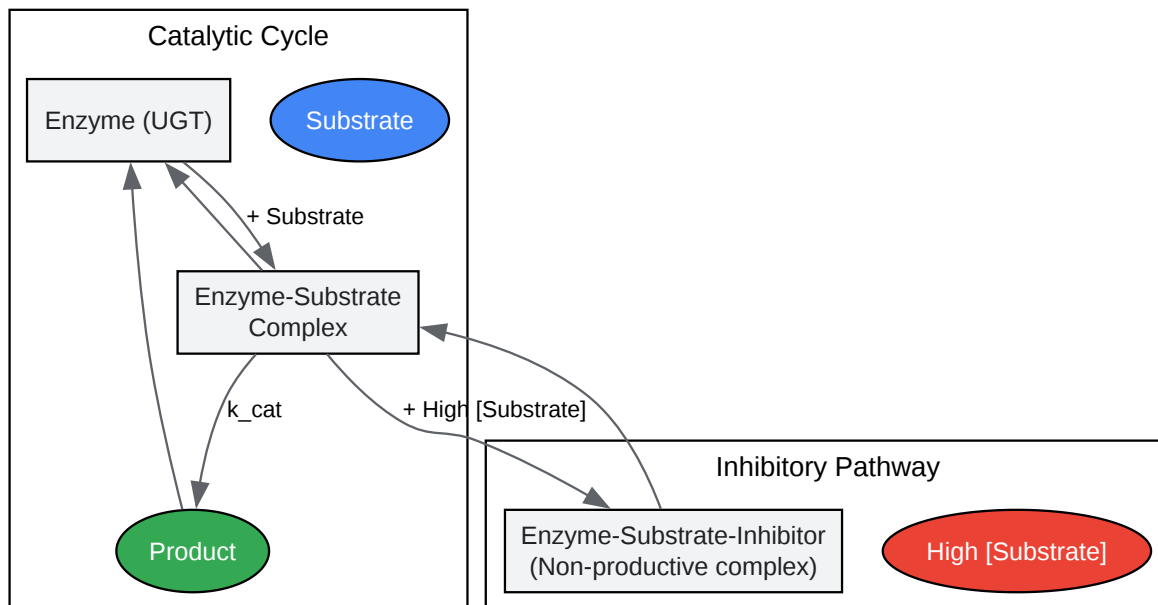 Catalytic Cycle
Enzyme (UGT)
Substrate
+ Substrate
Enzyme-Substrate
Complex
k_cat
+ High [Substrate]
Product
Inhibitory Pathway
Enzyme-Substrate-Inhibitor
(Non-productive complex)
High [Substrate]